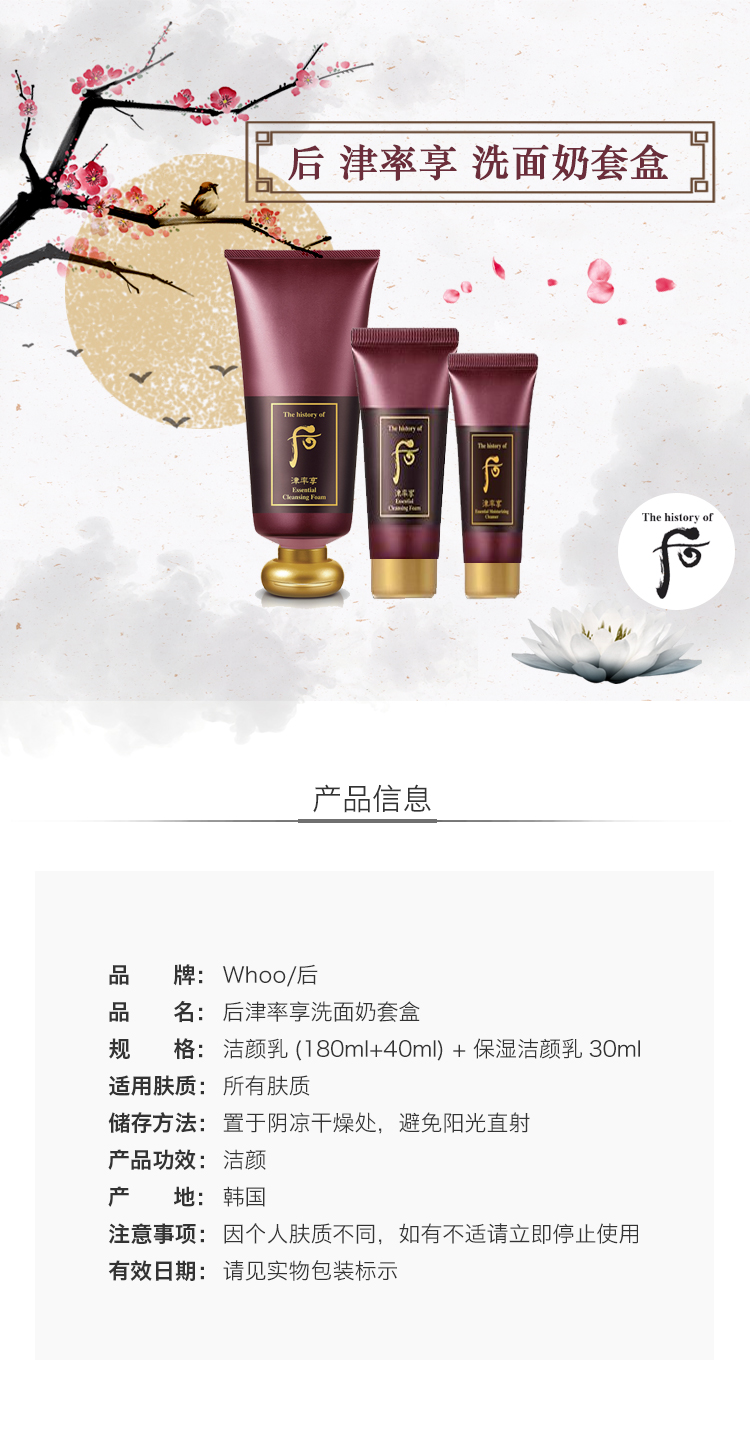 后 津率享 洗面奶套盒
The history of
后
津率享
Essential
Cleansing Foam
The history of
后
津率享
Essential
Cleansing Foam
The history of
后
津率享
Essential Moisturizing
Cleanser
The history of
后
产品信息
品 牌： Whoo/后
品 名： 后津率享洗面奶套盒
规 格： 洁颜乳 (180ml+40ml) + 保湿洁颜乳 30ml
适用肤质： 所有肤质
储存方法： 置于阴凉干燥处，避免阳光直射
产品功效： 洁颜
产 地： 韩国
注意事项： 因个人肤质不同，如有不适请立即停止使用
有效日期： 请见实物包装标示